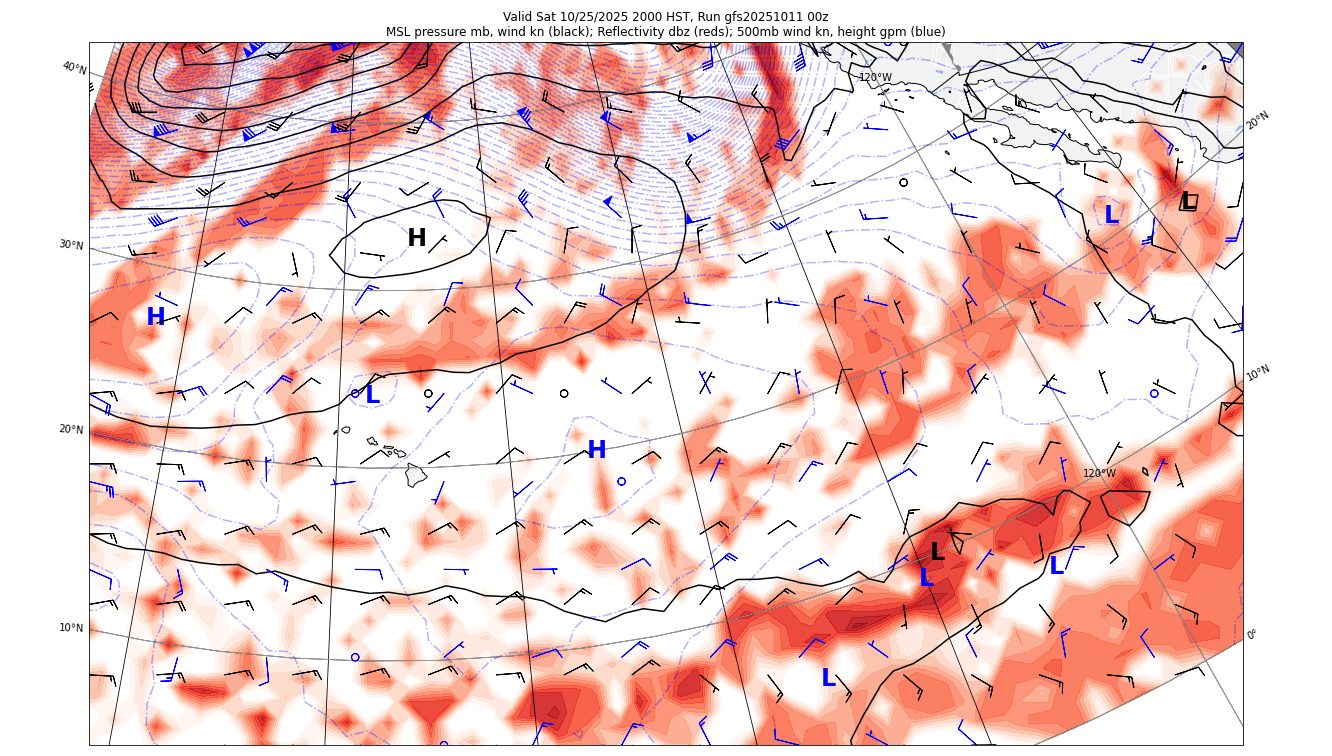 Valid Sat 10/25/2025 2000 HST, Run gfs20251011 00z
MSL pressure mb, wind kn (black); Reflectivity dbz (reds); 500mb wind kn, height gpm (blue)
40°N
120°W
20°N
L
L
30°N
H
H
10°N
L
20°N
H
120°W
L
L
L
10°N
0°
L